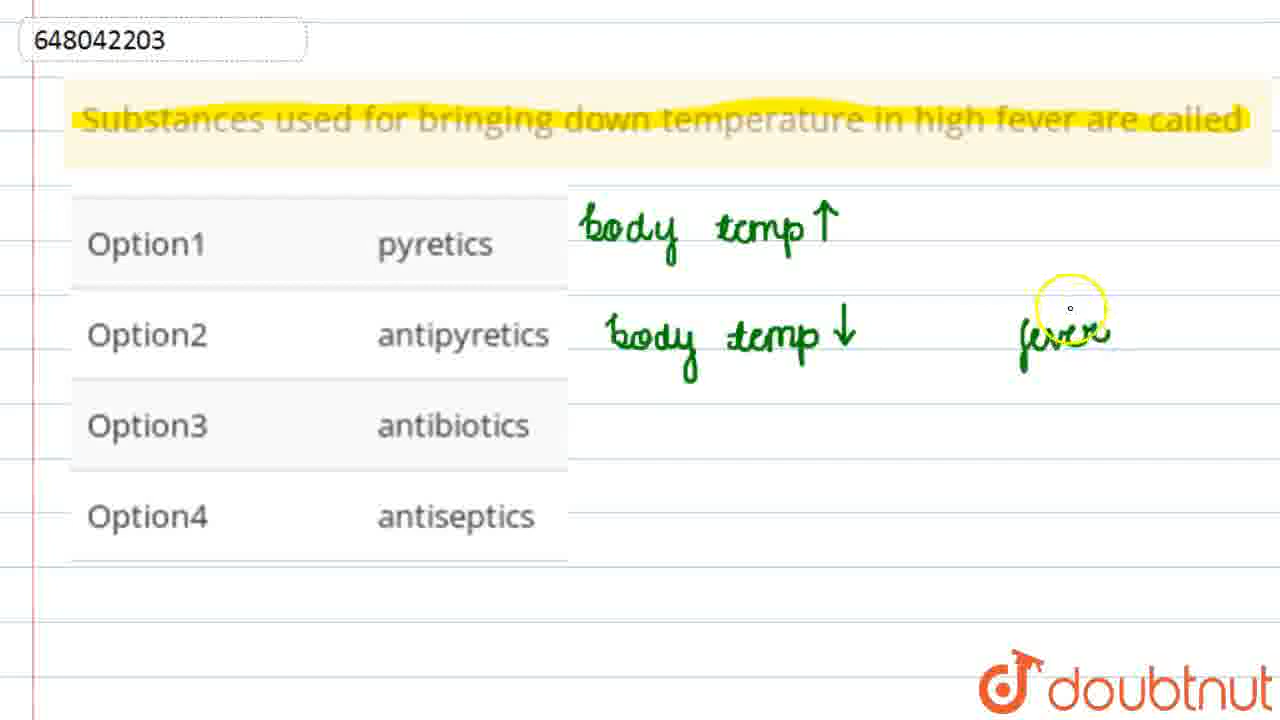 648042203
Substances used for bringing down temperature in high fever are called
Option1 pyretics body temp ↑
Option2 antipyretics body temp ↓ fever
Option3 antibiotics
Option4 antiseptics
doubtnut